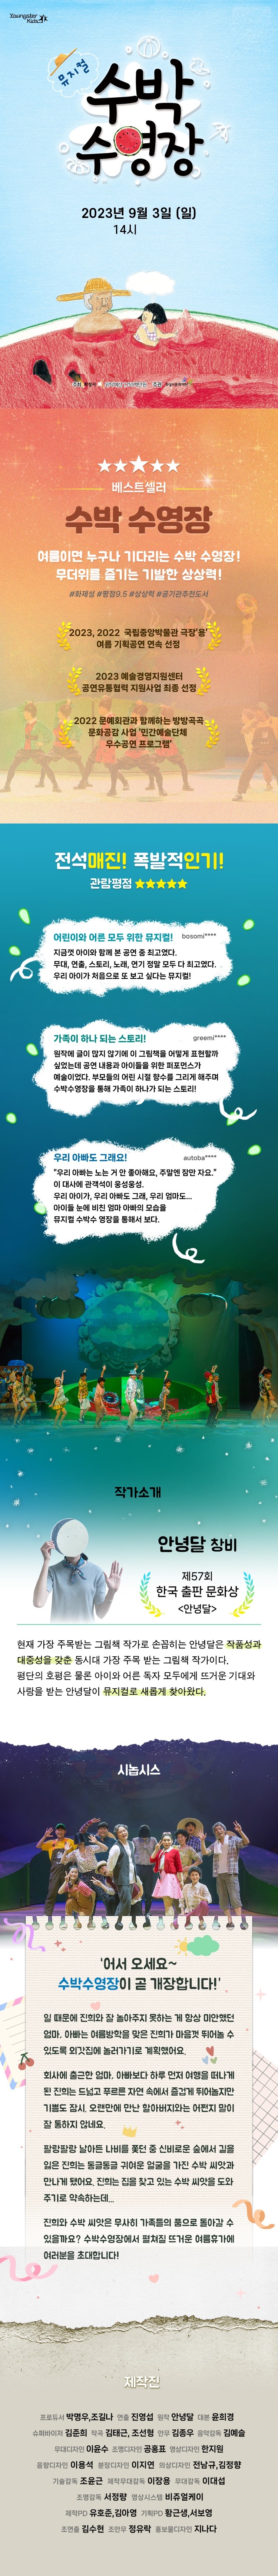 Youngster
Kids
뮤지컬
수박
수영장
2023년 9월 3일 (일)
14시
★★★★★
베스트셀러
수박 수영장
여름이면 누구나 기다리는 수박 수영장!
무더위를 즐기는 기발한 상상력!
#화제성 #평점9.5 #상상력 #공기관추천도서
2023, 2022 국립중앙박물관 극장'용'
여름 기획공연 연속 선정
2023 예술경영지원센터
공연유통협력 지원사업 최종 선정
2022 문예회관과 함께하는 방방곡곡
문화공감 사업 '민간예술단체
우수공연 프로그램'
전석매진! 폭발적인기!
관람평점 ★★★★★
어린이와 어른 모두 위한 뮤지컬! bosomi****
지금껏 아이와 함께 본 공연 중 최고였다.
무대, 연출, 스토리, 노래, 연기 정말 모두 다 최고였다.
우리 아이가 처음으로 또 보고 싶다는 뮤지컬!
가족이 하나 되는 스토리! greemi****
원작에 글이 많지 않기에 이 그림책을 어떻게 표현할까
싶었는데 공연 내용과 아이들을 위한 퍼포먼스가
예술이었다. 부모들의 어린 시절 향수를 그리게 해주며
수박수영장을 통해 가족이 하나가 되는 스토리!
우리 아빠도 그래요! autoba****
"우리 아빠는 노는 거 안 좋아해요, 주말엔 잠만 자요."
이 대사에 관객석이 웅성웅성.
우리 아이가, 우리 아빠도 그래, 우리 엄마도...
아이들 눈에 비친 엄마 아빠의 모습을
뮤지컬 수박수 영장을 통해서 보다.
작가소개
안녕달 창비
제57회
한국 출판 문화상
<안녕달>
현재 가장 주목받는 그림책 작가로 손꼽히는 안녕달은 작품성과
대중성을 갖춘 동시대 가장 주목 받는 그림책 작가이다.
평단의 호평은 물론 아이와 어른 독자 모두에게 뜨거운 기대와
사랑을 받는 안녕달이 뮤지컬로 새롭게 찾아왔다.
시놉시스
'어서 오세요~
수박수영장이 곧 개장합니다!'
일 때문에 진희와 잘 놀아주지 못하는 게 항상 미안했던
엄마, 아빠는 여름방학을 맞은 진희가 마음껏 뛰어놀 수
있도록 외갓집에 놀러가기로 계획했어요.
회사에 출근한 엄마, 아빠보다 하루 먼저 여행을 떠나게
된 진희는 드넓고 푸르른 자연 속에서 즐겁게 뛰어놀지만
기쁨도 잠시, 오랜만에 만난 할아버지와는 어쩐지 말이
잘 통하지 않네요.
팔랑팔랑 날아든 나비를 쫓던 중 신비로운 숲에서 길을
잃은 진희는 동글동글 귀여운 얼굴을 가진 수박 씨앗과
만나게 됐어요. 진희는 집을 찾고 있는 수박 씨앗을 도와
주기로 약속하는데...
진희와 수박 씨앗은 무사히 가족들의 품으로 돌아갈 수
있을까요? 수박수영장에서 펼쳐질 뜨거운 여름휴가에
여러분을 초대합니다!
제작진
프로듀서 박명우,조길나 연출 진영섭 원작 안녕달 대본 윤희경
슈퍼바이저 김준희 작곡 김태근, 조선형 안무 김종우 음악감독 김예슬
무대디자인 이윤수 조명디자인 공홍표 영상디자인 한지원
음향디자인 이용석 분장디자인 이지연 의상디자인 전남규,김정향
기술감독 조윤근 제작무대감독 이장용 무대감독 이대섭
조명감독 서정량 영상시스템 비쥬얼케이
제작PD 유호준,김아영 기획PD 황근생,서보영
조연출 김수현 조안무 정유락 홍보물디자인 지나다